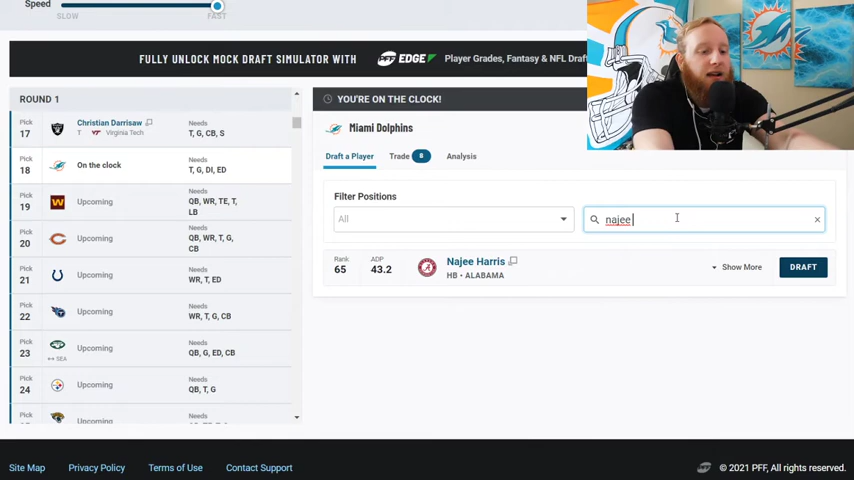 Speed
SLOW
FAST
FULLY UNLOCK MOCK DRAFT SIMULATOR WITH PFF EDGE Player Grades, Fantasy & NFL Draf
ROUND 1
Pick
17
Christian Darrisaw
T VT Virginia Tech
Needs
T, G, CB, S
Pick
18
On the clock
Needs
T, G, DI, ED
Pick
19
Upcoming
Needs
QB, WR, TE, T,
LB
Pick
20
Upcoming
Needs
QB, WR, T, G,
CB
Pick
21
Upcoming
Needs
WR, T, ED
Pick
22
Upcoming
Needs
WR, T, G, CB
Pick
23
Upcoming
Needs
QB, G, ED, CB
↔ SEA
Pick
24
Upcoming
Needs
QB, T, G
Pick
Upcoming
Needs
YOU'RE ON THE CLOCK!
Miami Dolphins
Draft a Player
Trade 8
Analysis
Filter Positions
All
najee
Rank
65
ADP
43.2
Najee Harris
HB • ALABAMA
Show More
DRAFT
Site Map
Privacy Policy
Terms of Use
Contact Support
© 2021 PFF, All rights reserved.